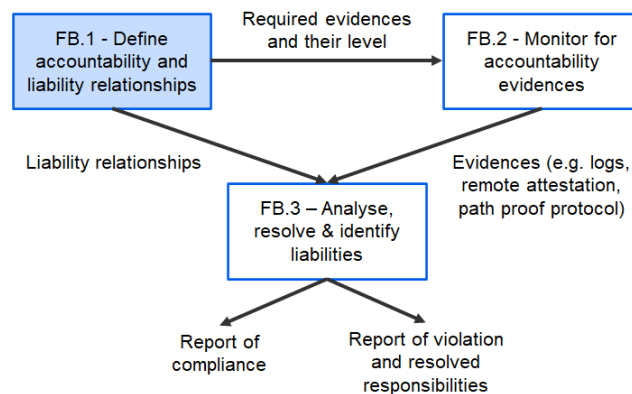 FB.1 - Define
accountability and
liability relationships
Required evidences
and their level
FB.2 - Monitor for
accountability
evidences
Liability relationships
Evidences (e.g. logs,
remote attestation,
path proof protocol)
FB.3 – Analyse,
resolve & identify
liabilities
Report of
compliance
Report of violation
and resolved
responsibilities